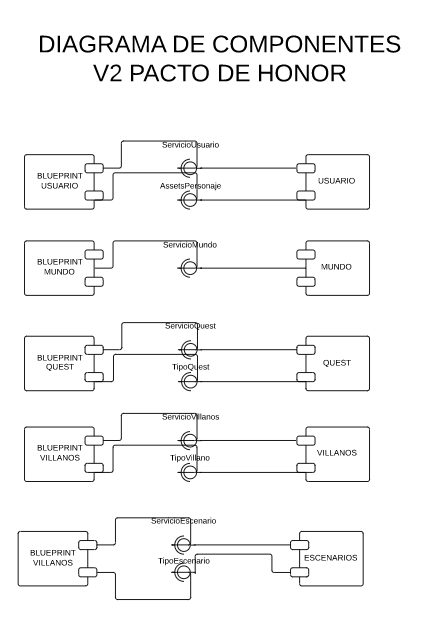 DIAGRAMA DE COMPONENTES
V2 PACTO DE HONOR
ServicioUsuario
BLUEPRINT
USUARIO
AssetsPersonaje
USUARIO
ServicioMundo
BLUEPRINT
MUNDO
MUNDO
ServicioQuest
BLUEPRINT
QUEST
TipoQuest
QUEST
ServicioVillanos
BLUEPRINT
VILLANOS
TipoVillano
VILLANOS
ServicioEscenario
BLUEPRINT
VILLANOS
TipoEscenario
ESCENARIOS